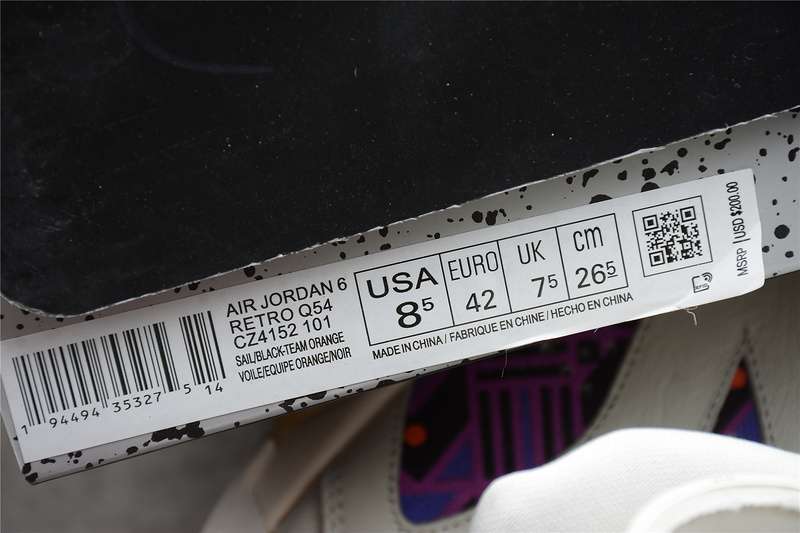 AIR JORDAN 6
RETRO Q54
CZ4152 101
SAIL/BLACK-TEAM ORANGE
VOILE/EQUIPE ORANGE/NOIR
1 94494 35327 5 14
USA
8⁵
EURO
42
UK
7⁵
cm
26⁵
MADE IN CHINA / FABRIQUE EN CHINE / HECHO EN CHINA
MSRP | USD $200.00